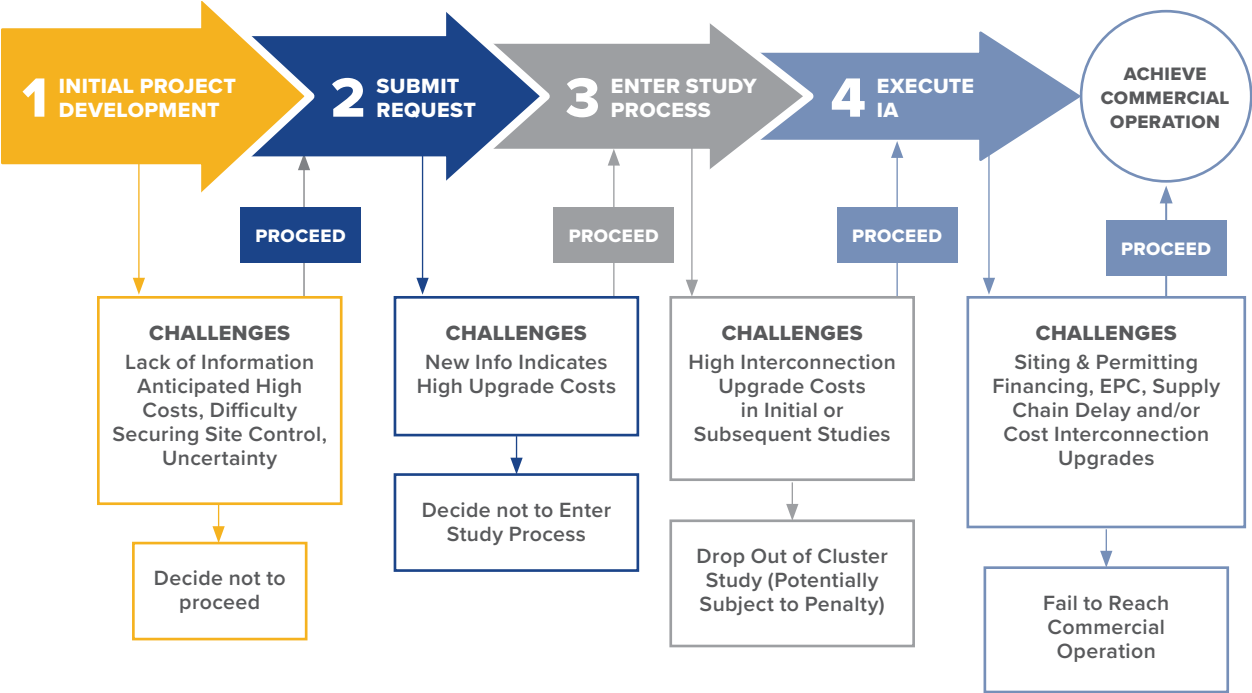 1 INITIAL PROJECT
DEVELOPMENT
2 SUBMIT
REQUEST
3 ENTER STUDY
PROCESS
4 EXECUTE
IA
ACHIEVE
COMMERCIAL
OPERATION
PROCEED
PROCEED
PROCEED
PROCEED
CHALLENGES
Lack of Information
Anticipated High
Costs, Difficulty
Securing Site Control,
Uncertainty
CHALLENGES
New Info Indicates
High Upgrade Costs
CHALLENGES
High Interconnection
Upgrade Costs
in Initial or
Subsequent Studies
CHALLENGES
Siting & Permitting
Financing, EPC, Supply
Chain Delay and/or
Cost Interconnection
Upgrades
Decide not to
proceed
Decide not to Enter
Study Process
Drop Out of Cluster
Study (Potentially
Subject to Penalty)
Fail to Reach
Commercial
Operation